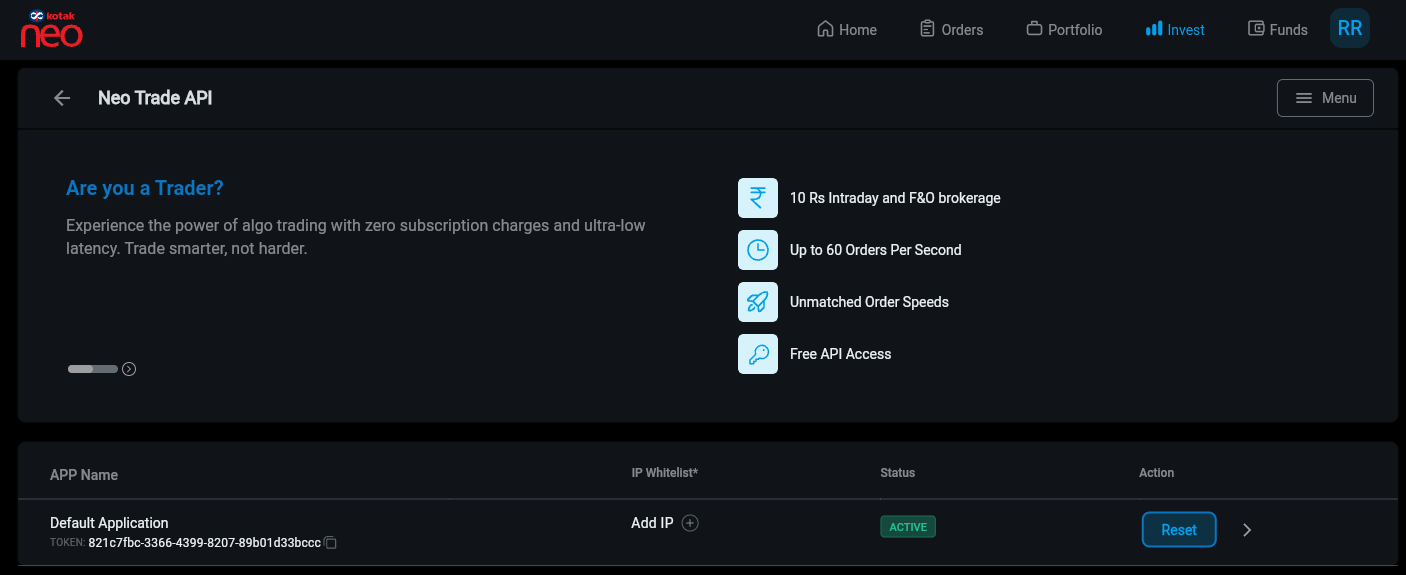 kotak
neo
Home
Orders
Portfolio
Invest
Funds
RR
Neo Trade API
Menu
Are you a Trader?
Experience the power of algo trading with zero subscription charges and ultra-low
latency. Trade smarter, not harder.
10 Rs Intraday and F&O brokerage
Up to 60 Orders Per Second
Unmatched Order Speeds
Free API Access
APP Name
IP Whitelist*
Status
Action
Default Application
TOKEN: 821c7fbc-3366-4399-8207-89b01d33bccc
Add IP
ACTIVE
Reset